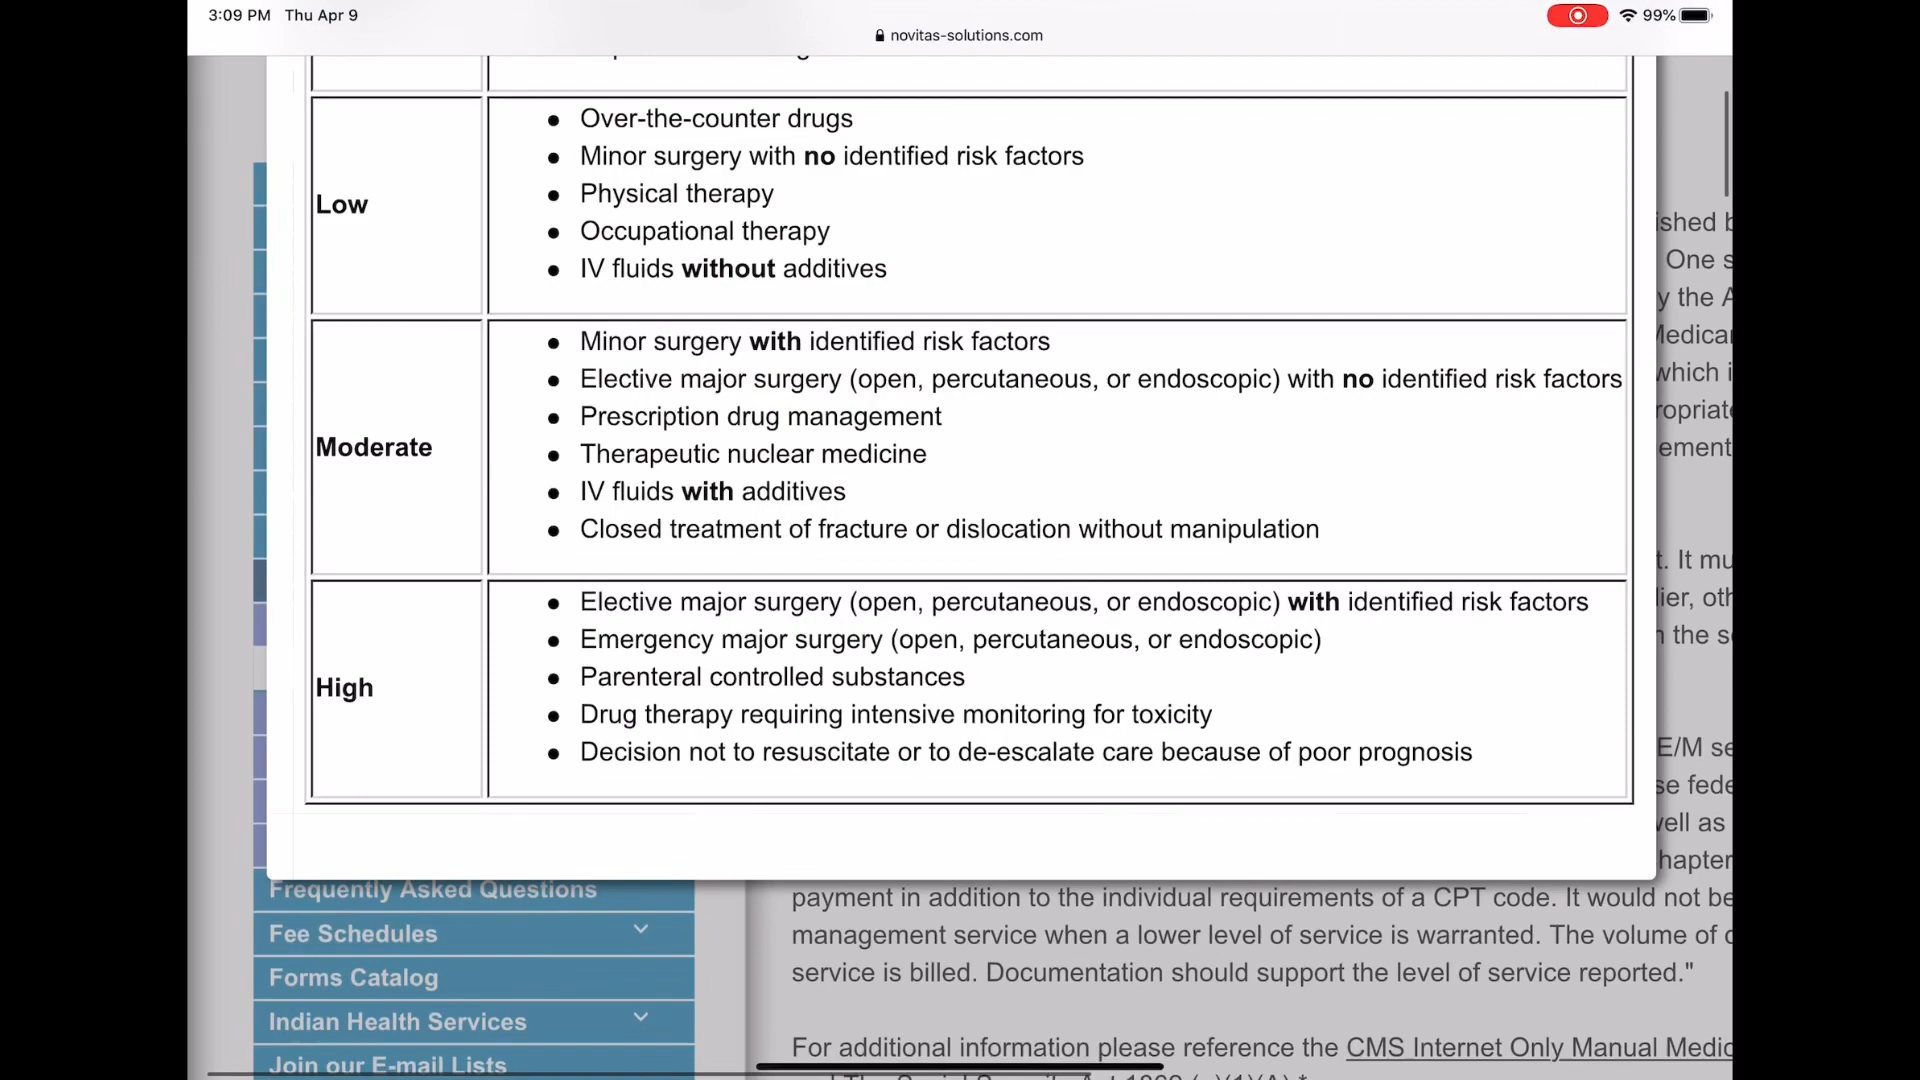 3:09 PM Thu Apr 9
99%
novitas-solutions.com
Low
Over-the-counter drugs
Minor surgery with no identified risk factors
Physical therapy
Occupational therapy
IV fluids without additives
Moderate
Minor surgery with identified risk factors
Elective major surgery (open, percutaneous, or endoscopic) with no identified risk factors
Prescription drug management
Therapeutic nuclear medicine
IV fluids with additives
Closed treatment of fracture or dislocation without manipulation
High
Elective major surgery (open, percutaneous, or endoscopic) with identified risk factors
Emergency major surgery (open, percutaneous, or endoscopic)
Parenteral controlled substances
Drug therapy requiring intensive monitoring for toxicity
Decision not to resuscitate or to de-escalate care because of poor prognosis
One
the
It
the
E/M
Frequently Asked Questions
Fee Schedules
Forms Catalog
Indian Health Services
Join our E-mail Lists
as
payment in addition to the individual requirements of a CPT code. It would not be
management service when a lower level of service is warranted. The volume of
service is billed. Documentation should support the level of service reported."
For additional information please reference the CMS Internet Only Manual